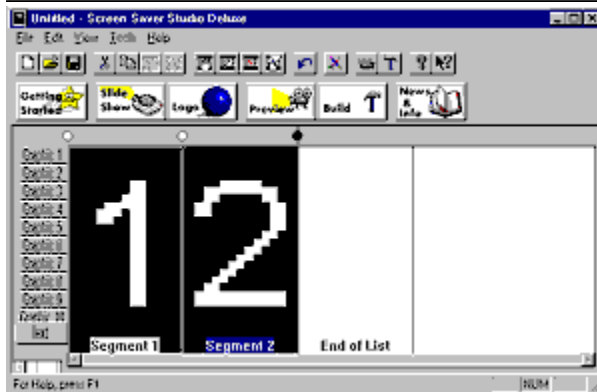 Untitled - Screen Saver Studio Deluxe
File Edit View Tools Help
Getting Started Slide Show Logo Preview Build News & Info
1 2
Graphic 1
Graphic 2
Graphic 3
Graphic 4
Graphic 5
Graphic 6
Graphic 7
Graphic 8
Graphic 9
Graphic 10
Text
Segment 1 Segment 2 End of List
For Help, press F1 NUM